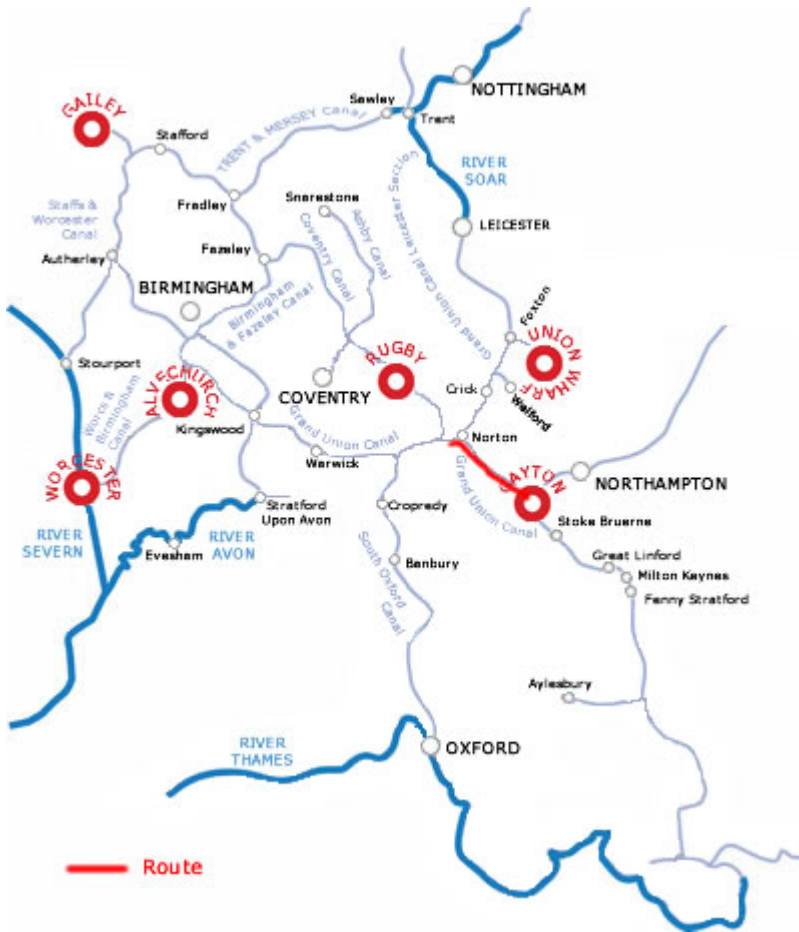 NOTTINGHAM
Sawley
Trent
GAILEY
Stafford
TRENT & MERSEY Canal
RIVER
SOAR
Fradley
Snarestone
Staffs &
Worcester
Canal
LEICESTER
Autherley
Fazeley
Coventry Canal
Ashby Canal
Grand Union Canal Leicester Section
BIRMINGHAM
Birmingham
& Fazeley Canal
Foxton
UNION WHARF
Stourport
RUGBY
ALVECHURCH
COVENTRY
Crick
Welford
Worcs &
Birmingham
Canal
Kingswood
Grand Union Canal
Norton
Warwick
WORCESTER
GAYTON
NORTHAMPTON
Grand Union Canal
Stratford
Upon Avon
Cropredy
Stoke Bruerne
RIVER
SEVERN
RIVER
AVON
Evesham
South Oxford
Canal
Banbury
Great Linford
Milton Keynes
Fenny Stratford
Aylesbury
RIVER
THAMES
OXFORD
Route